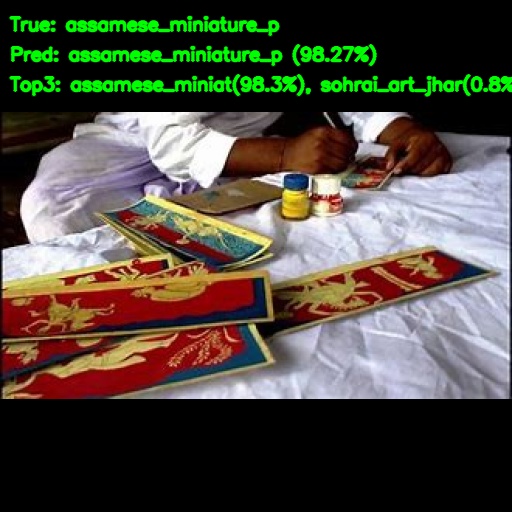 True: assamese_miniature_p
Pred: assamese_miniature_p (98.27%)
Top3: assamese_miniat(98.3%), sohrai_art_jhar(0.8%